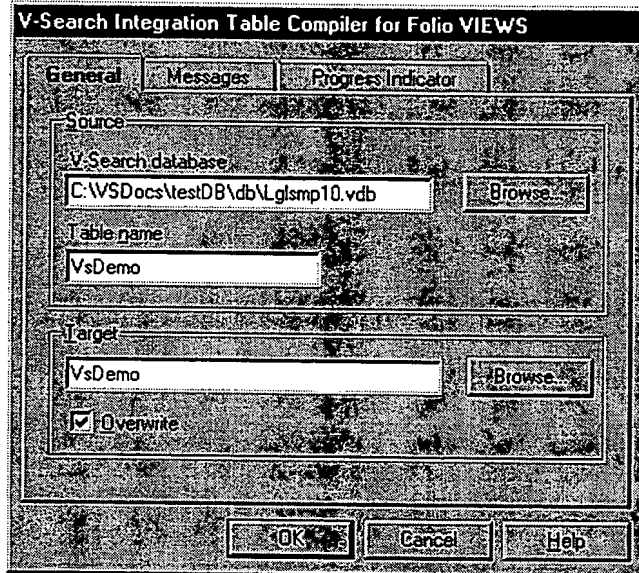 V-Search Integration Table Compiler for Folio VIEWS
General Messages Progress Indicator
Source
V-Search database
C:\VSDocs\testDB\db\Lglsmp10.vdb Browse...
Table name
VsDemo
Target
VsDemo Browse...
Overwrite
OK Cancel Help